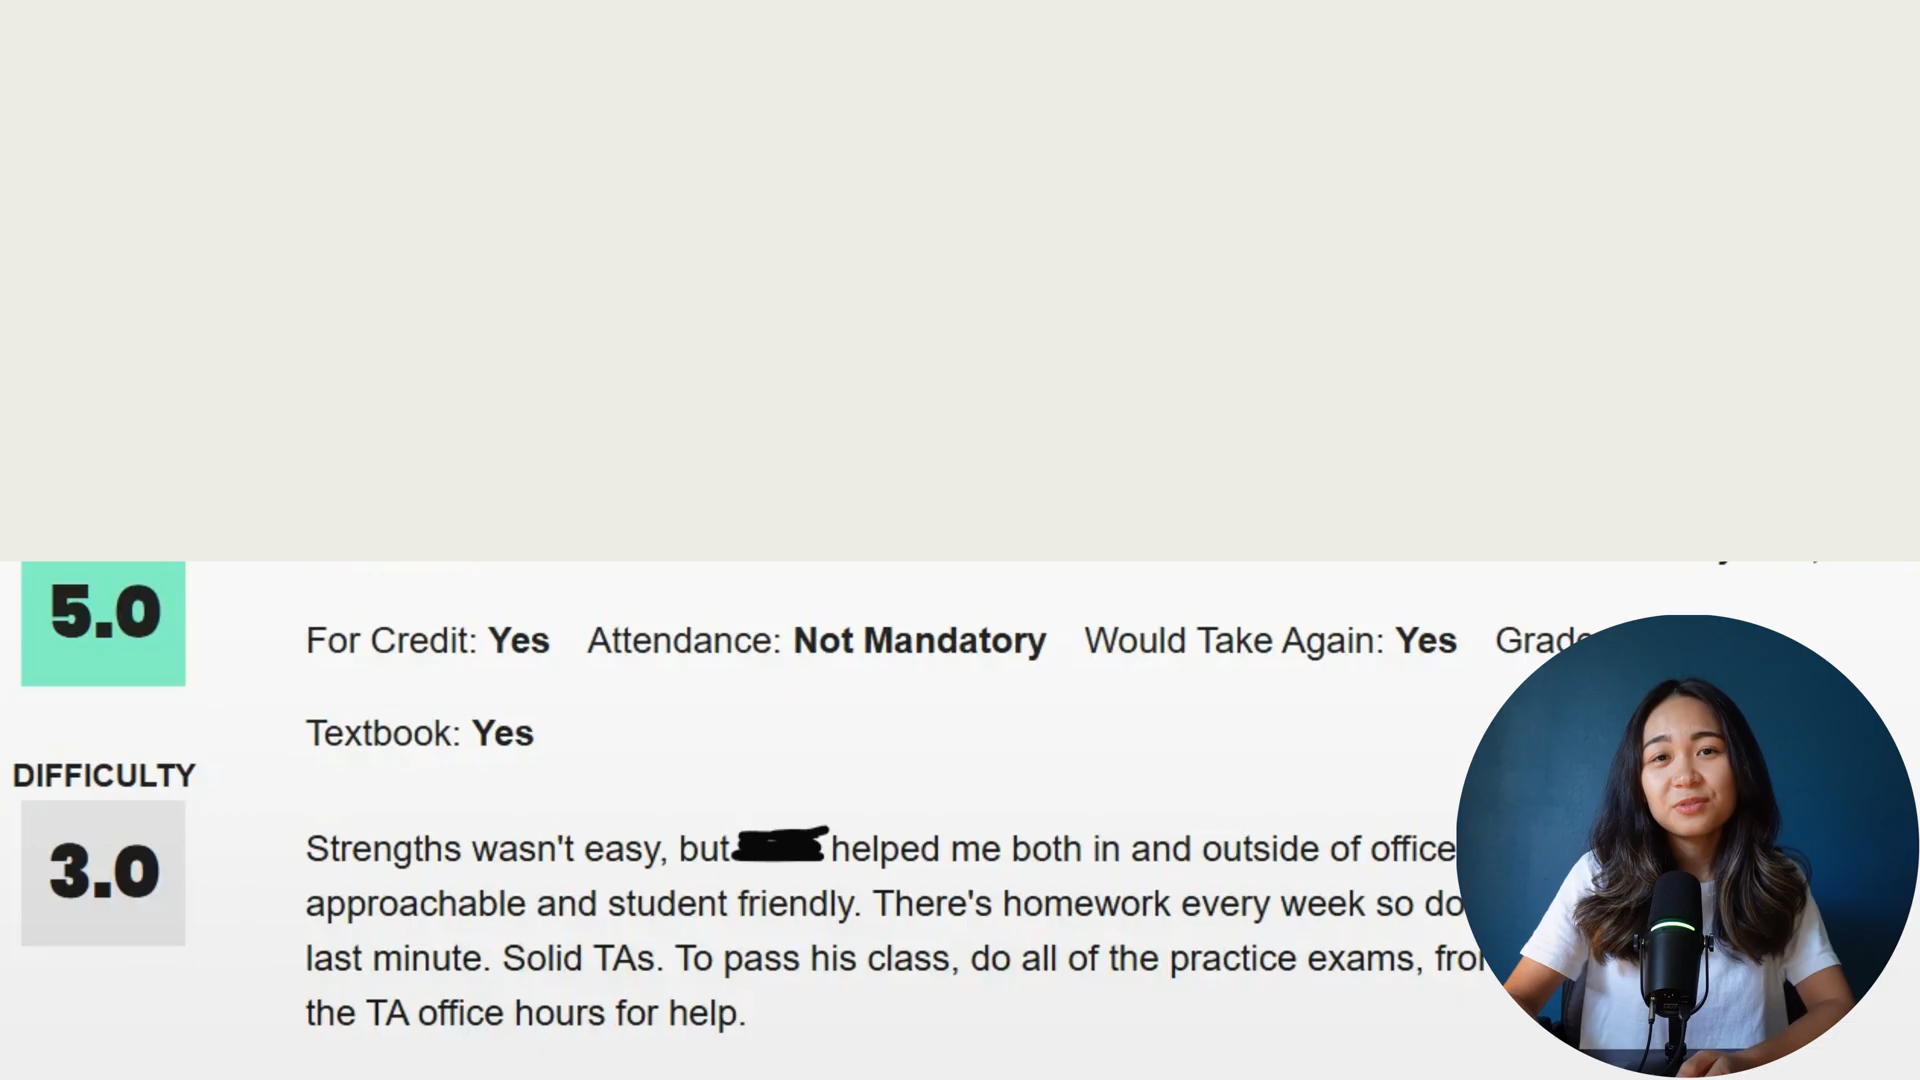 5.0
For Credit: Yes Attendance: Not Mandatory Would Take Again: Yes
Textbook: Yes
DIFFICULTY
3.0
Strengths wasn't easy, but helped me both in and outside of office
approachable and student friendly. There's homework every week so do
last minute. Solid TAs. To pass his class, do all of the practice exams,
the TA office hours for help.